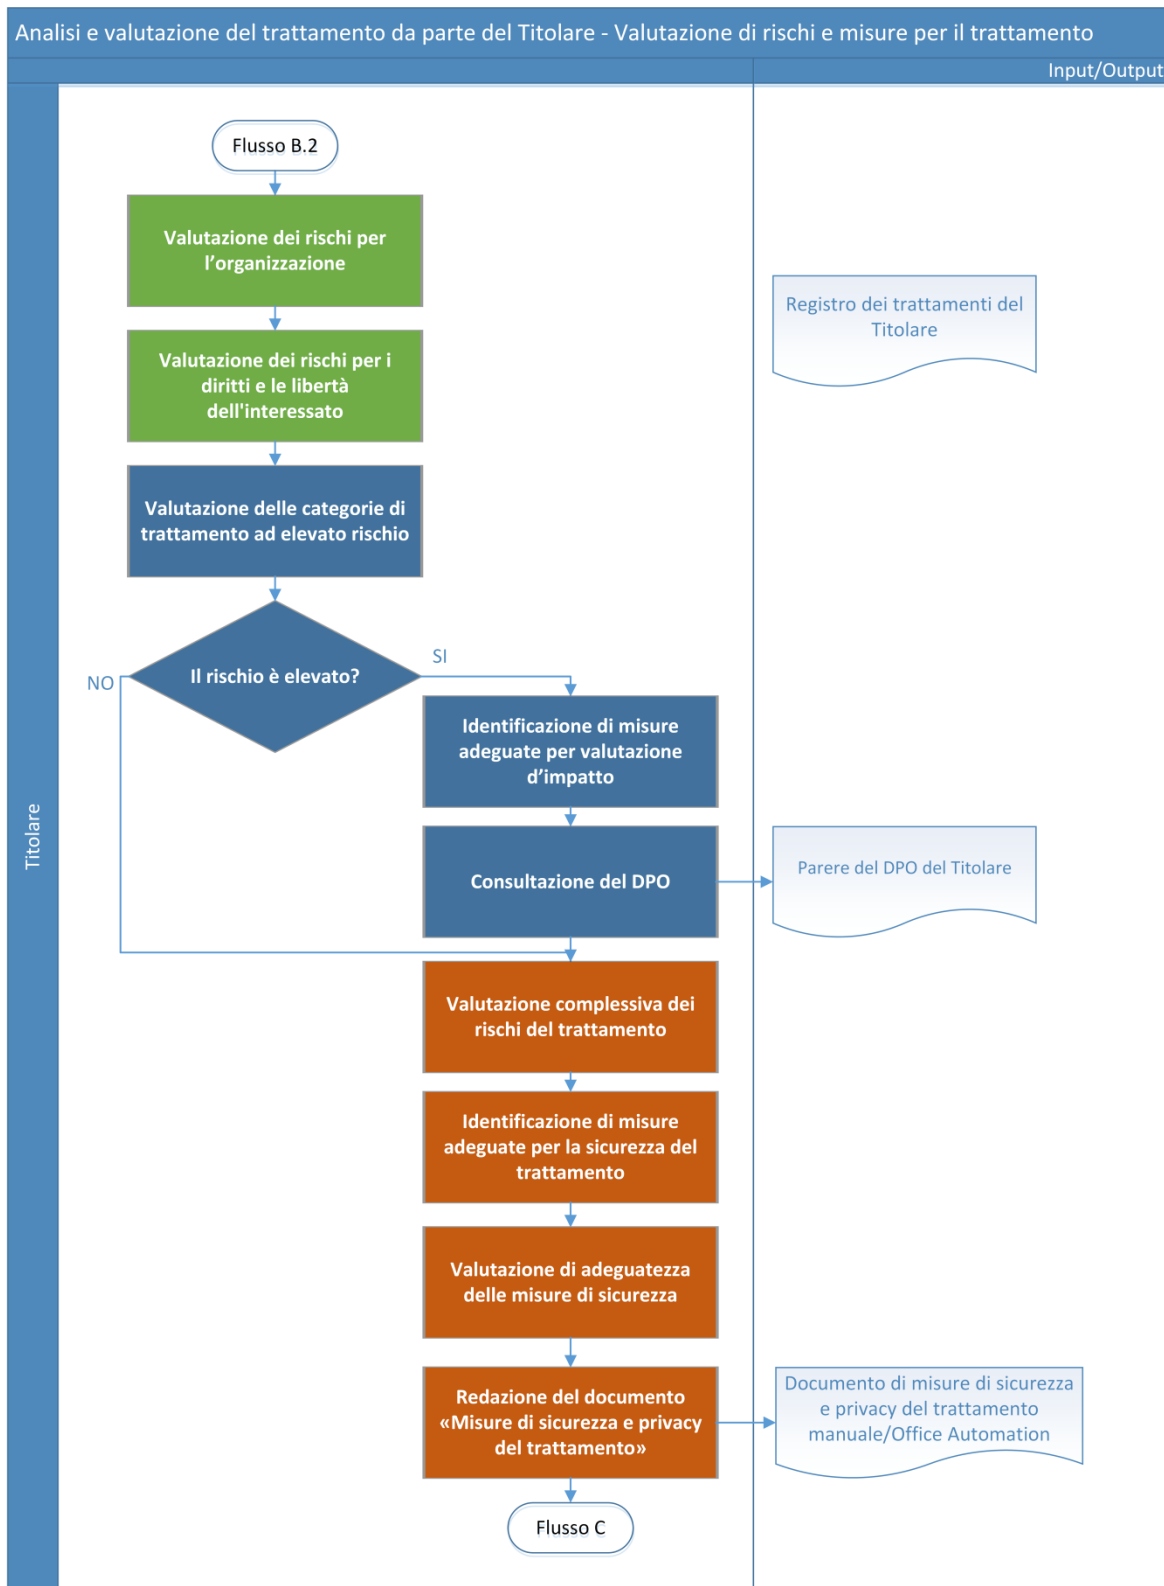 Analisi e valutazione del trattamento da parte del Titolare - Valutazione di rischi e misure per il trattamento
Input/Output
Titolare
Flusso B.2
Valutazione dei rischi per
l’organizzazione
Registro dei trattamenti del
Titolare
Valutazione dei rischi per i
diritti e le libertà
dell'interessato
Valutazione delle categorie di
trattamento ad elevato rischio
Il rischio è elevato?
SI
NO
Identificazione di misure
adeguate per valutazione
d’impatto
Consultazione del DPO
Parere del DPO del Titolare
Valutazione complessiva dei
rischi del trattamento
Identificazione di misure
adeguate per la sicurezza del
trattamento
Valutazione di adeguatezza
delle misure di sicurezza
Redazione del documento
«Misure di sicurezza e privacy
del trattamento»
Documento di misure di sicurezza
e privacy del trattamento
manuale/Office Automation
Flusso C